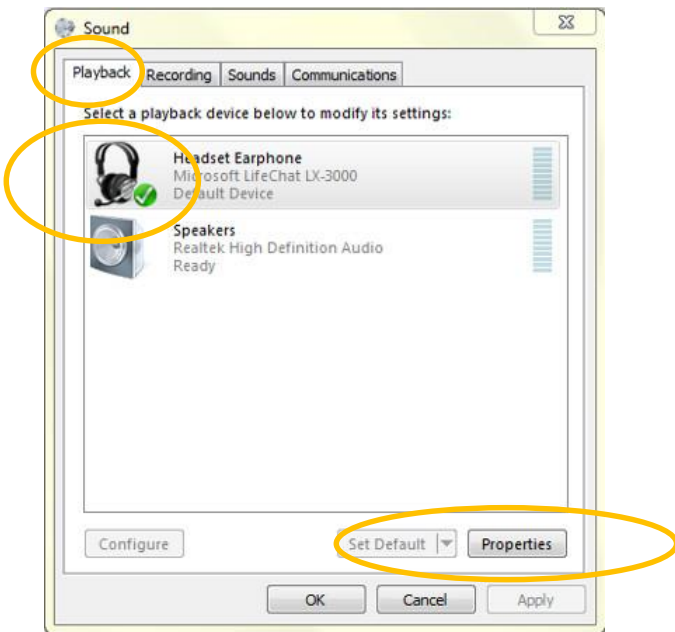 Sound
Playback Recording Sounds Communications
Select a playback device below to modify its settings:
Headset Earphone
Microsoft LifeChat LX-3000
Default Device
Speakers
Realtek High Definition Audio
Ready
Configure Set Default Properties
OK Cancel Apply